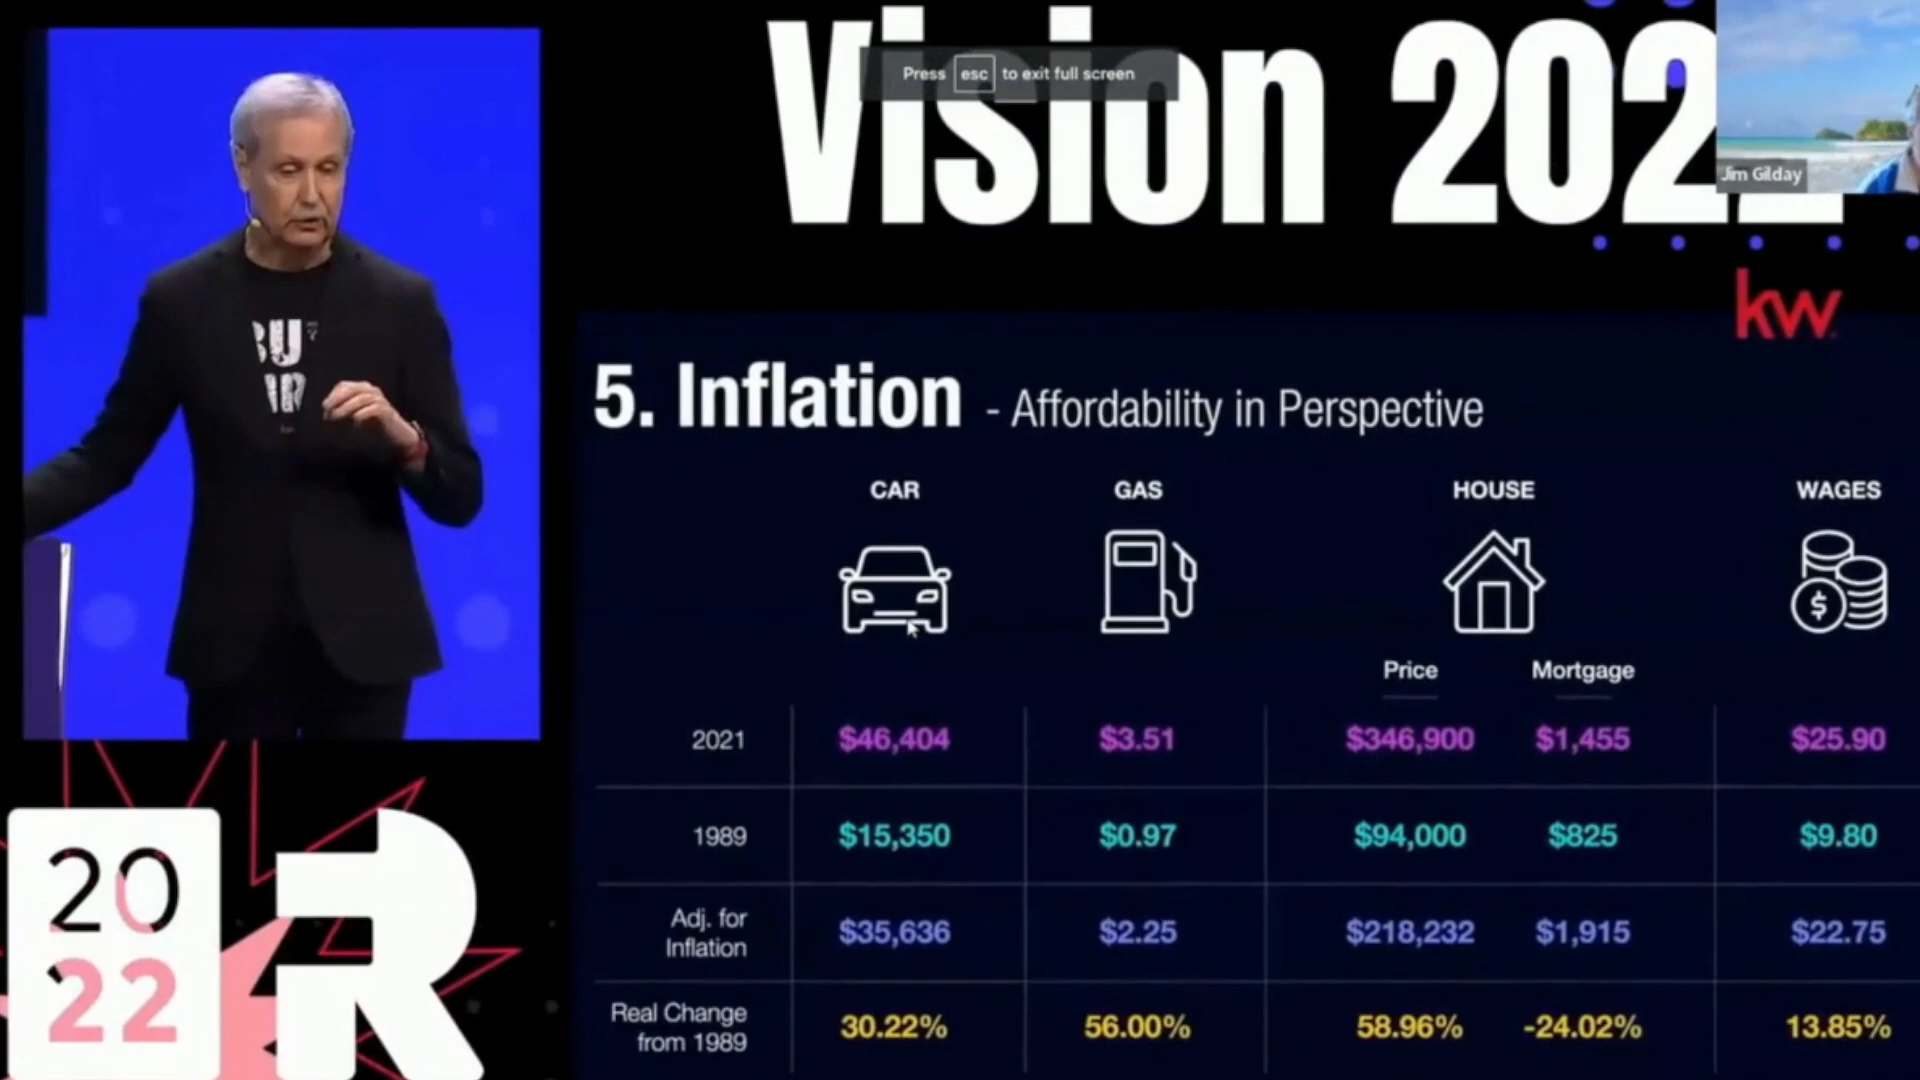 Vision 202
Press esc to exit full screen
Jim Gilday
kw
BU
IR
5. Inflation - Affordability in Perspective
CAR GAS HOUSE WAGES
$
Price Mortgage
2021 $46,404 $3.51 $346,900 $1,455 $25.90
1989 $15,350 $0.97 $94,000 $825 $9.80
Adj. for
Inflation $35,636 $2.25 $218,232 $1,915 $22.75
Real Change
from 1989 30.22% 56.00% 58.96% -24.02% 13.85%
20
22
R